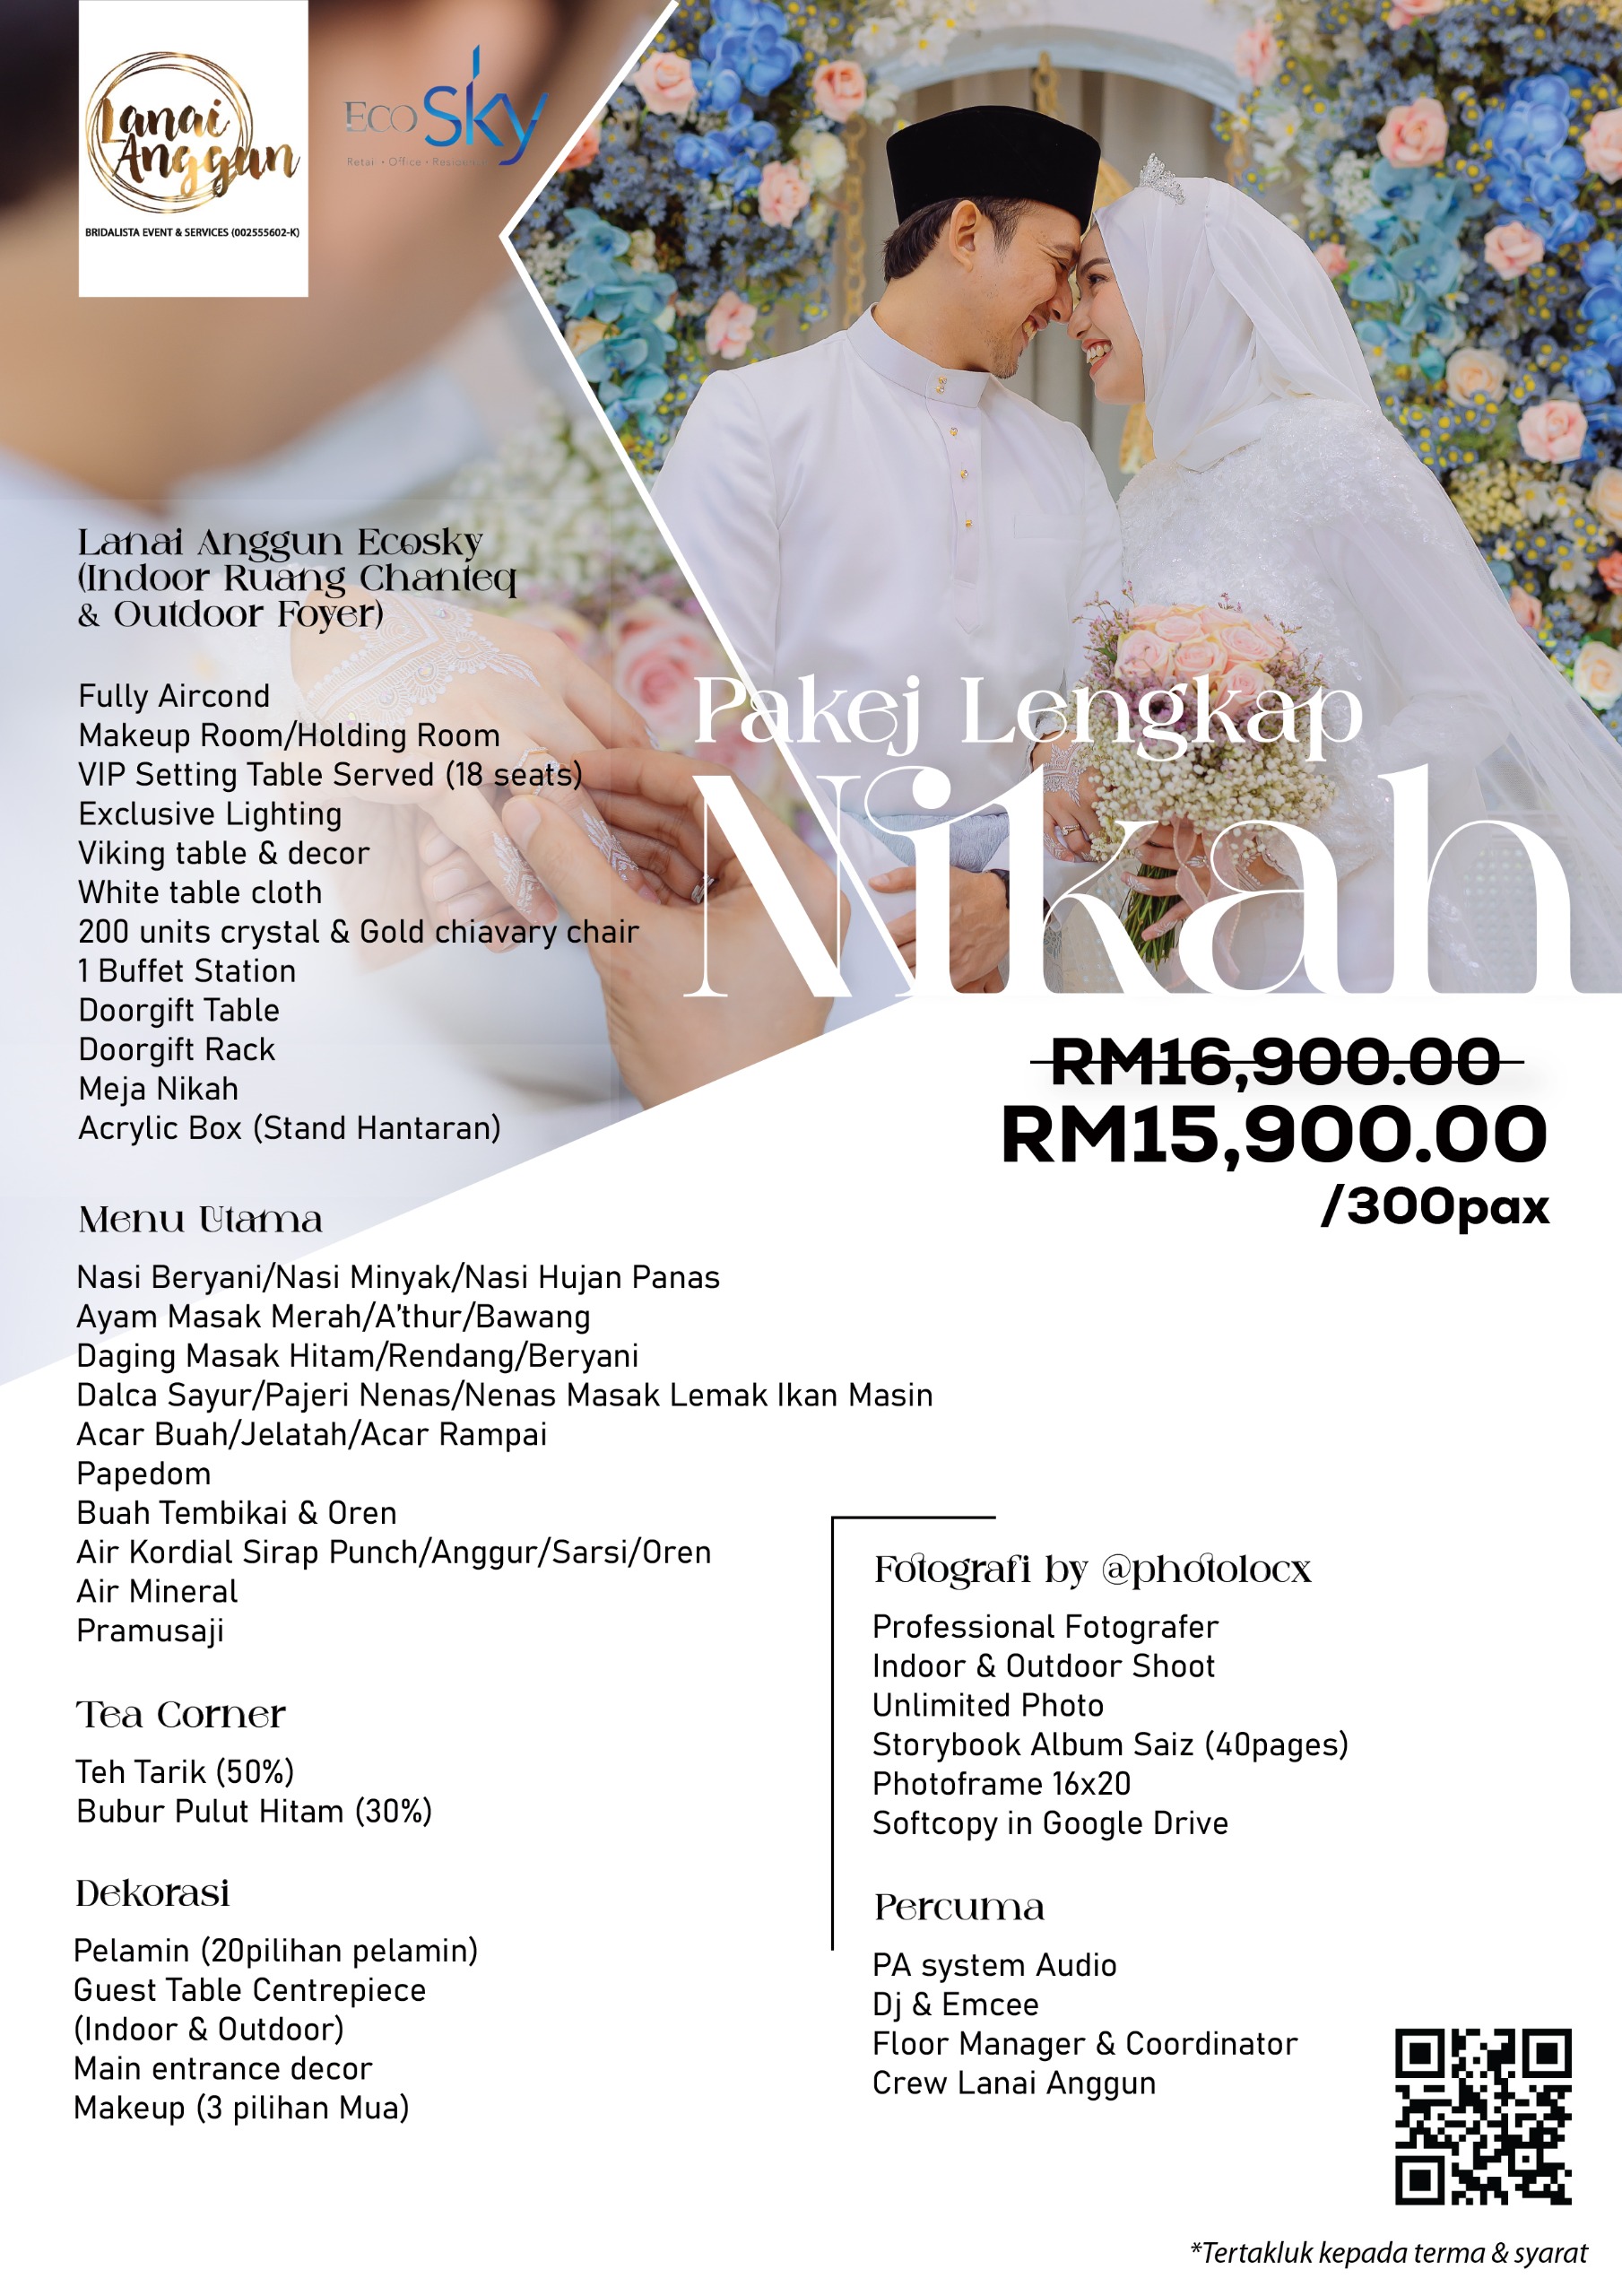 Lanai
Anggun
BRIDALISTA EVENT & SERVICES (002555602-K)
ECO Sky
Retail • Office • Residences
Lanai Anggun Ecosky
(Indoor Ruang Chanteq
& Outdoor Foyer)
Fully Aircond
Makeup Room/Holding Room
VIP Setting Table Served (18 seats)
Exclusive Lighting
Viking table & decor
White table cloth
200 units crystal & Gold chiavary chair
1 Buffet Station
Doorgift Table
Doorgift Rack
Meja Nikah
Acrylic Box (Stand Hantaran)
Pakej Lengkap
Nikah
RM16,900.00
RM15,900.00
/300pax
Menu Utama
Nasi Beryani/Nasi Minyak/Nasi Hujan Panas
Ayam Masak Merah/A'thur/Bawang
Daging Masak Hitam/Rendang/Beryani
Dalca Sayur/Pajeri Nenas/Nenas Masak Lemak Ikan Masin
Acar Buah/Jelatah/Acar Rampai
Papedom
Buah Tembikai & Oren
Air Kordial Sirap Punch/Anggur/Sarsi/Oren
Air Mineral
Pramusaji
Tea Corner
Teh Tarik (50%)
Bubur Pulut Hitam (30%)
Dekorasi
Pelamin (20pilihan pelamin)
Guest Table Centrepiece
(Indoor & Outdoor)
Main entrance decor
Makeup (3 pilihan Mua)
Fotografi by @photolocx
Professional Fotografer
Indoor & Outdoor Shoot
Unlimited Photo
Storybook Album Saiz (40pages)
Photoframe 16x20
Softcopy in Google Drive
Percuma
PA system Audio
Dj & Emcee
Floor Manager & Coordinator
Crew Lanai Anggun
*Tertakluk kepada terma & syarat